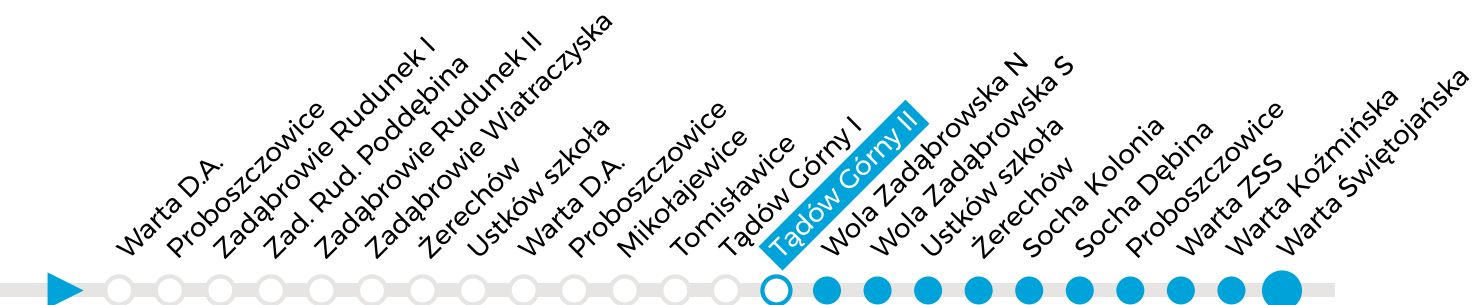 Warta D.A.
Proboszczowice
Zadąbrowie Rudunek I
Zad. Rud. Poddębina
Zadąbrowie Rudunek II
Zadąbrowie Wiatraczyska
Żerechów
Ustków szkoła
Warta D.A.
Proboszczowice
Mikołajewice
Tomisławice
Tądów Górny I
Tądów Górny II
Wola Zadąbrowska N
Wola Zadąbrowska S
Ustków szkoła
Żerechów
Socha Kolonia
Socha Dębina
Proboszczowice
Warta ZSS
Warta Koźmińska
Warta Świętojańska